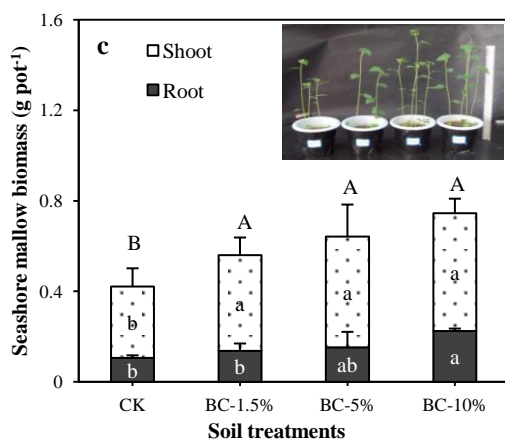 c
1.6
1.2
0.8
0.4
0
Seashore mallow biomass (g pot-1)
Shoot
Root
B
A
A
A
b
a
a
a
b
b
ab
a
CK
BC-1.5%
BC-5%
BC-10%
Soil treatments